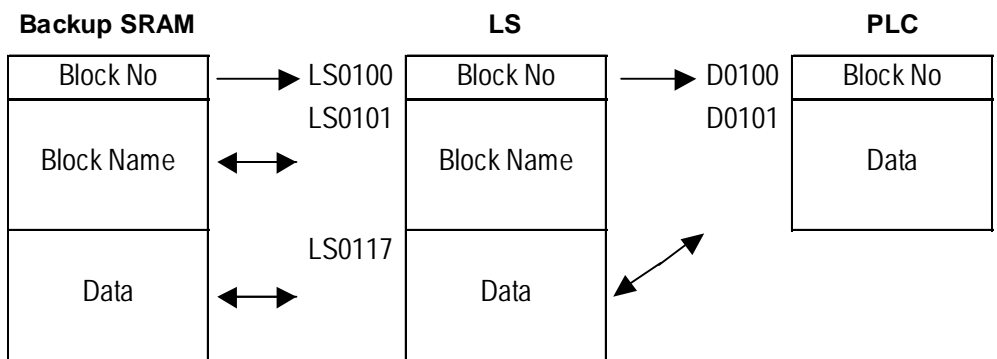 Backup SRAM LS PLC
Block No LS0100 Block No D0100 Block No
LS0101 D0101
Block Name Block Name Data
LS0117
Data Data